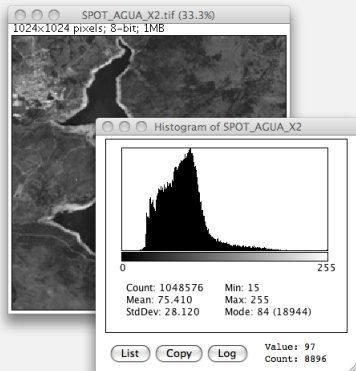 SPOT_AGUA_X2.tif (33.3%)
1024x1024 pixels; 8-bit; 1MB
Histogram of SPOT_AGUA_X2
0 255
Count: 1048576 Min: 15
Mean: 75.410 Max: 255
StdDev: 28.120 Mode: 84 (18944)
List Copy Log Value: 97
Count: 8896